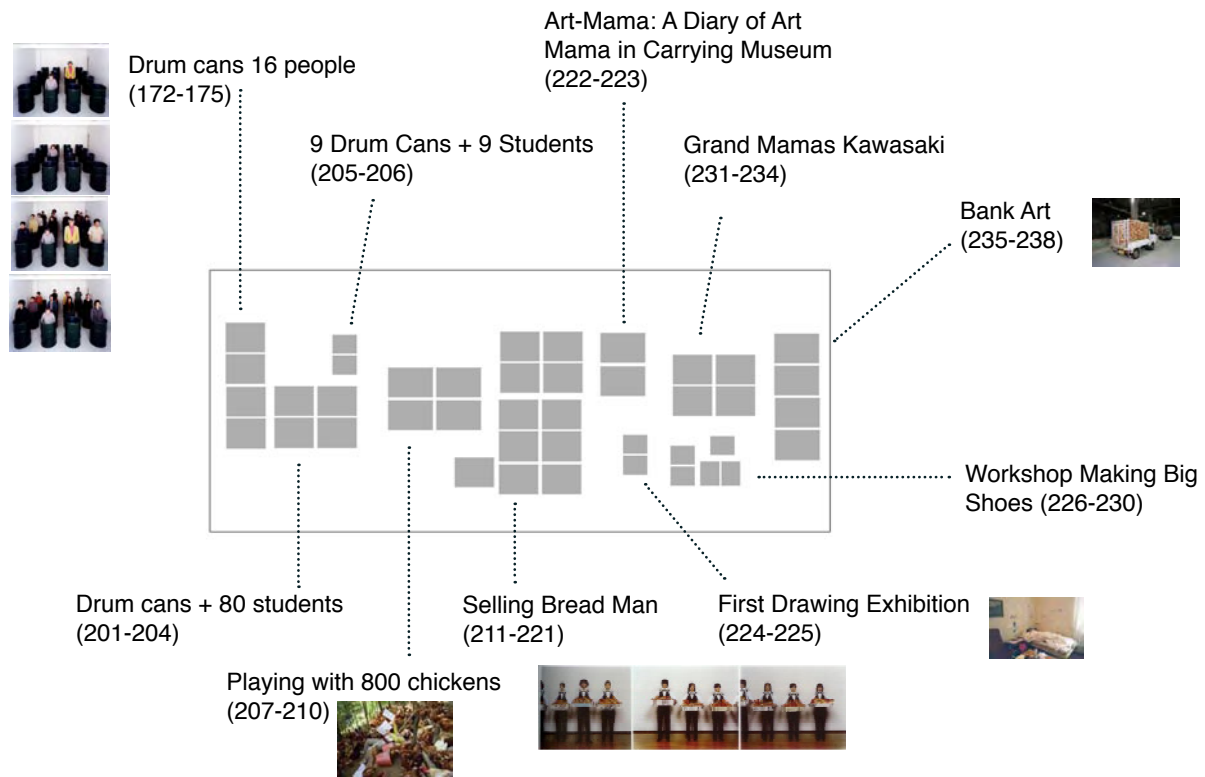 Art-Mama: A Diary of Art
Mama in Carrying Museum
(222-223)
Drum cans 16 people
(172-175)
9 Drum Cans + 9 Students
(205-206)
Grand Mamas Kawasaki
(231-234)
Bank Art
(235-238)
Workshop Making Big
Shoes (226-230)
Drum cans + 80 students
(201-204)
Selling Bread Man
(211-221)
First Drawing Exhibition
(224-225)
Playing with 800 chickens
(207-210)